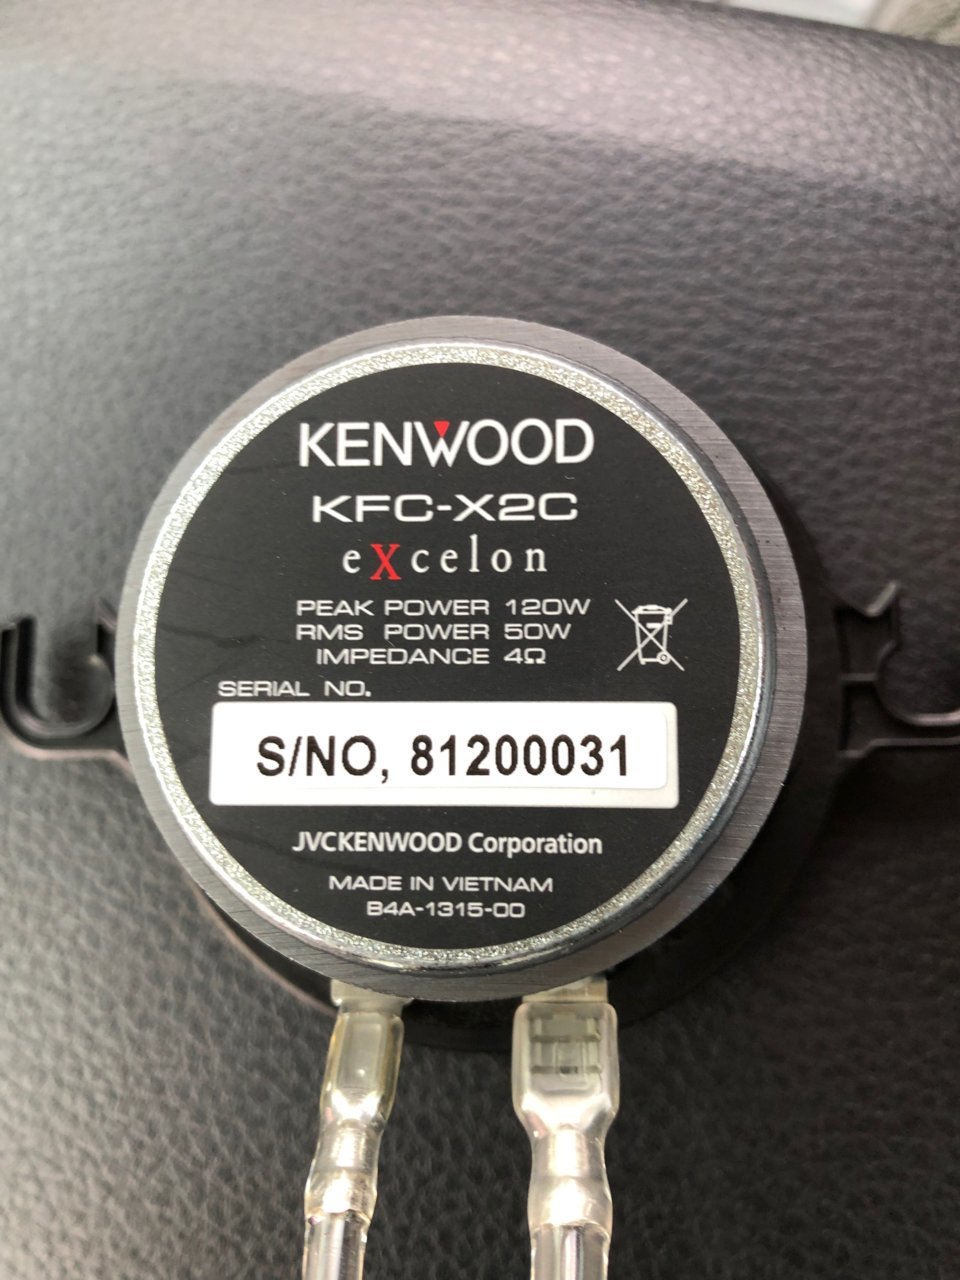 KENWOOD
KFC-X2C
eXcelon
PEAK POWER 120W
RMS POWER 50W
IMPEDANCE 4Ω
SERIAL NO.
S/NO, 81200031
JVCKENWOOD Corporation
MADE IN VIETNAM
B4A-1315-00